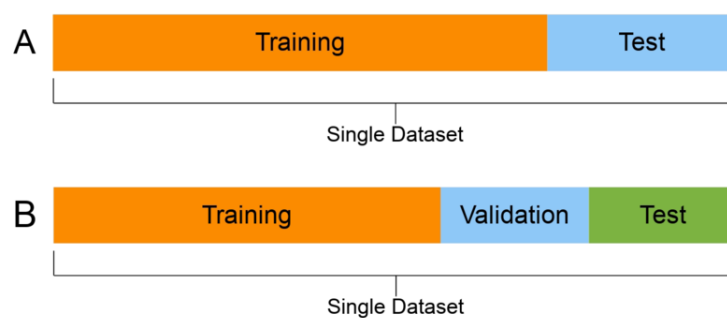 A Training Test
Single Dataset
B Training Validation Test
Single Dataset